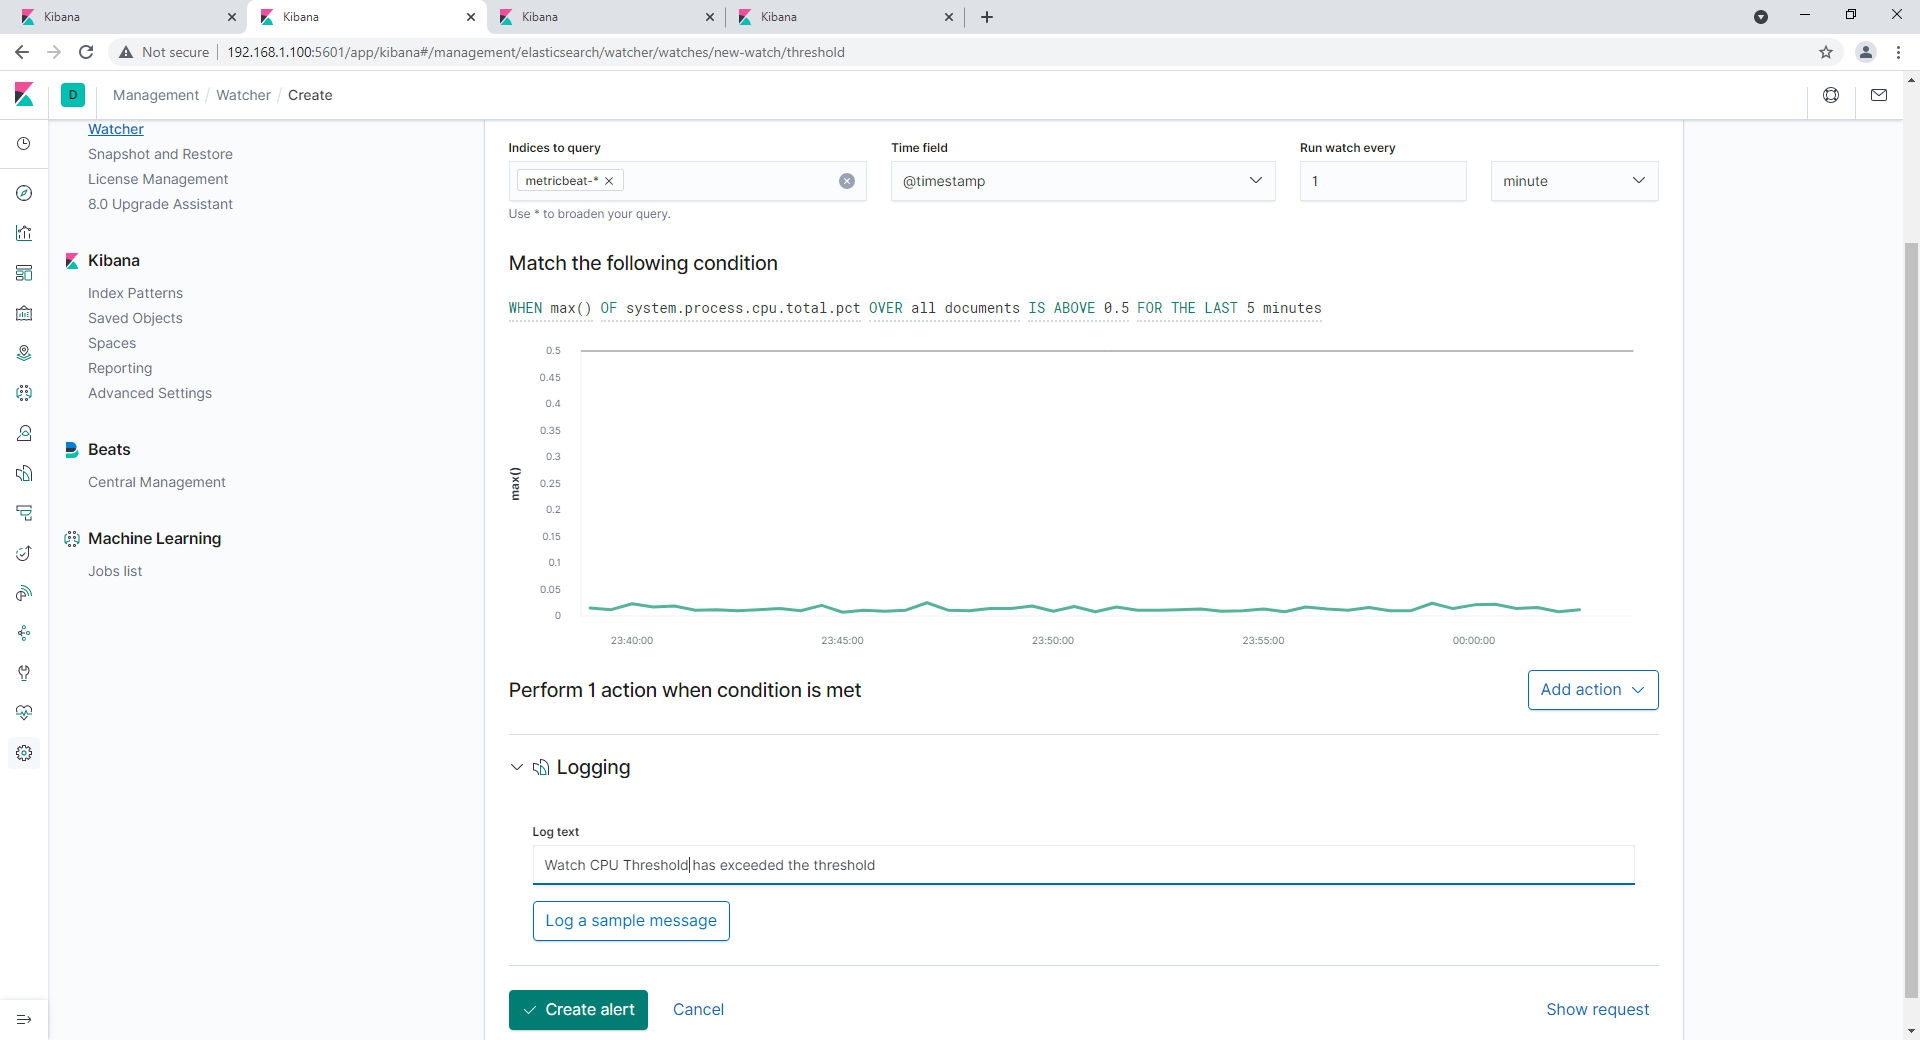 Kibana
Kibana
Kibana
Kibana
Not secure
192.168.1.100:5601/app/kibana#/management/elasticsearch/watcher/watches/new-watch/threshold
D
Management / Watcher / Create
Watcher
Snapshot and Restore
License Management
8.0 Upgrade Assistant
Kibana
Index Patterns
Saved Objects
Spaces
Reporting
Advanced Settings
Beats
Central Management
Machine Learning
Jobs list
Indices to query
metricbeat-*
Use * to broaden your query.
Time field
@timestamp
Run watch every
1
minute
Match the following condition
WHEN max() OF system.process.cpu.total.pct OVER all documents IS ABOVE 0.5 FOR THE LAST 5 minutes
max()
0.5
0.45
0.4
0.35
0.3
0.25
0.2
0.15
0.1
0.05
0
23:40:00
23:45:00
23:50:00
23:55:00
00:00:00
Perform 1 action when condition is met
Add action
Logging
Log text
Watch CPU Threshold has exceeded the threshold
Log a sample message
Create alert
Cancel
Show request